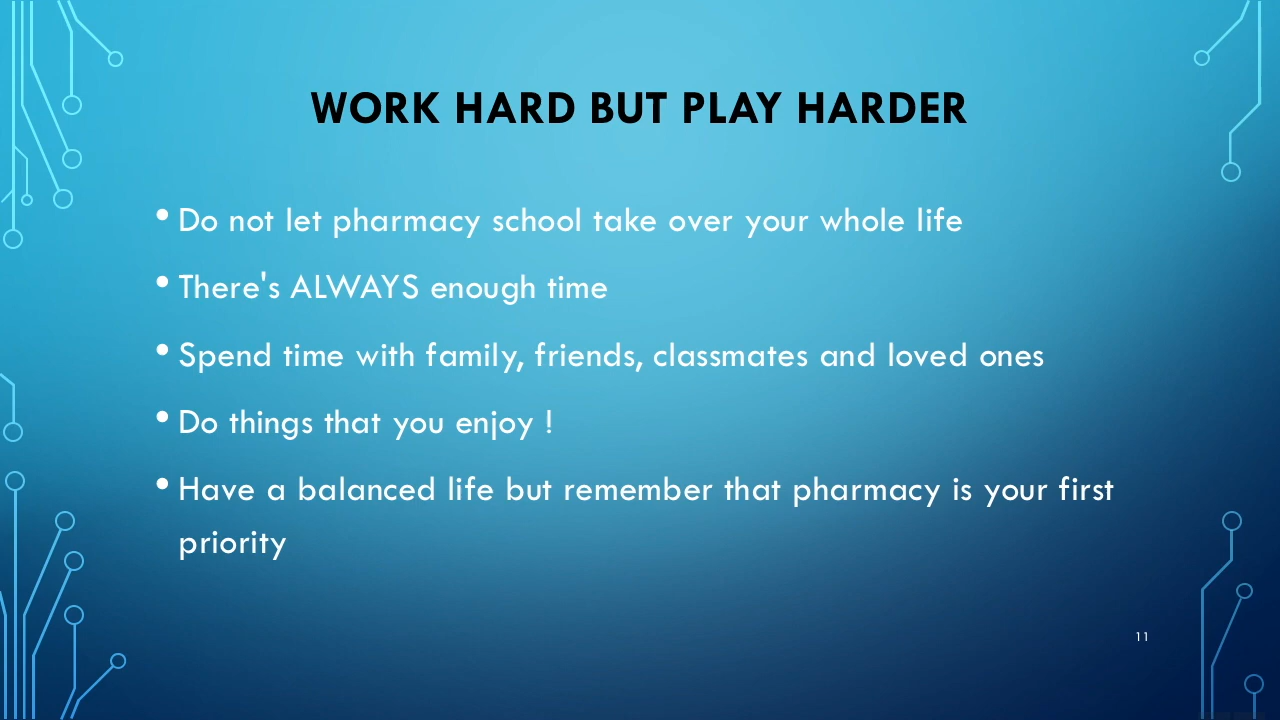 WORK HARD BUT PLAY HARDER
• Do not let pharmacy school take over your whole life
• There's ALWAYS enough time
• Spend time with family, friends, classmates and loved ones
• Do things that you enjoy !
• Have a balanced life but remember that pharmacy is your first
priority
11